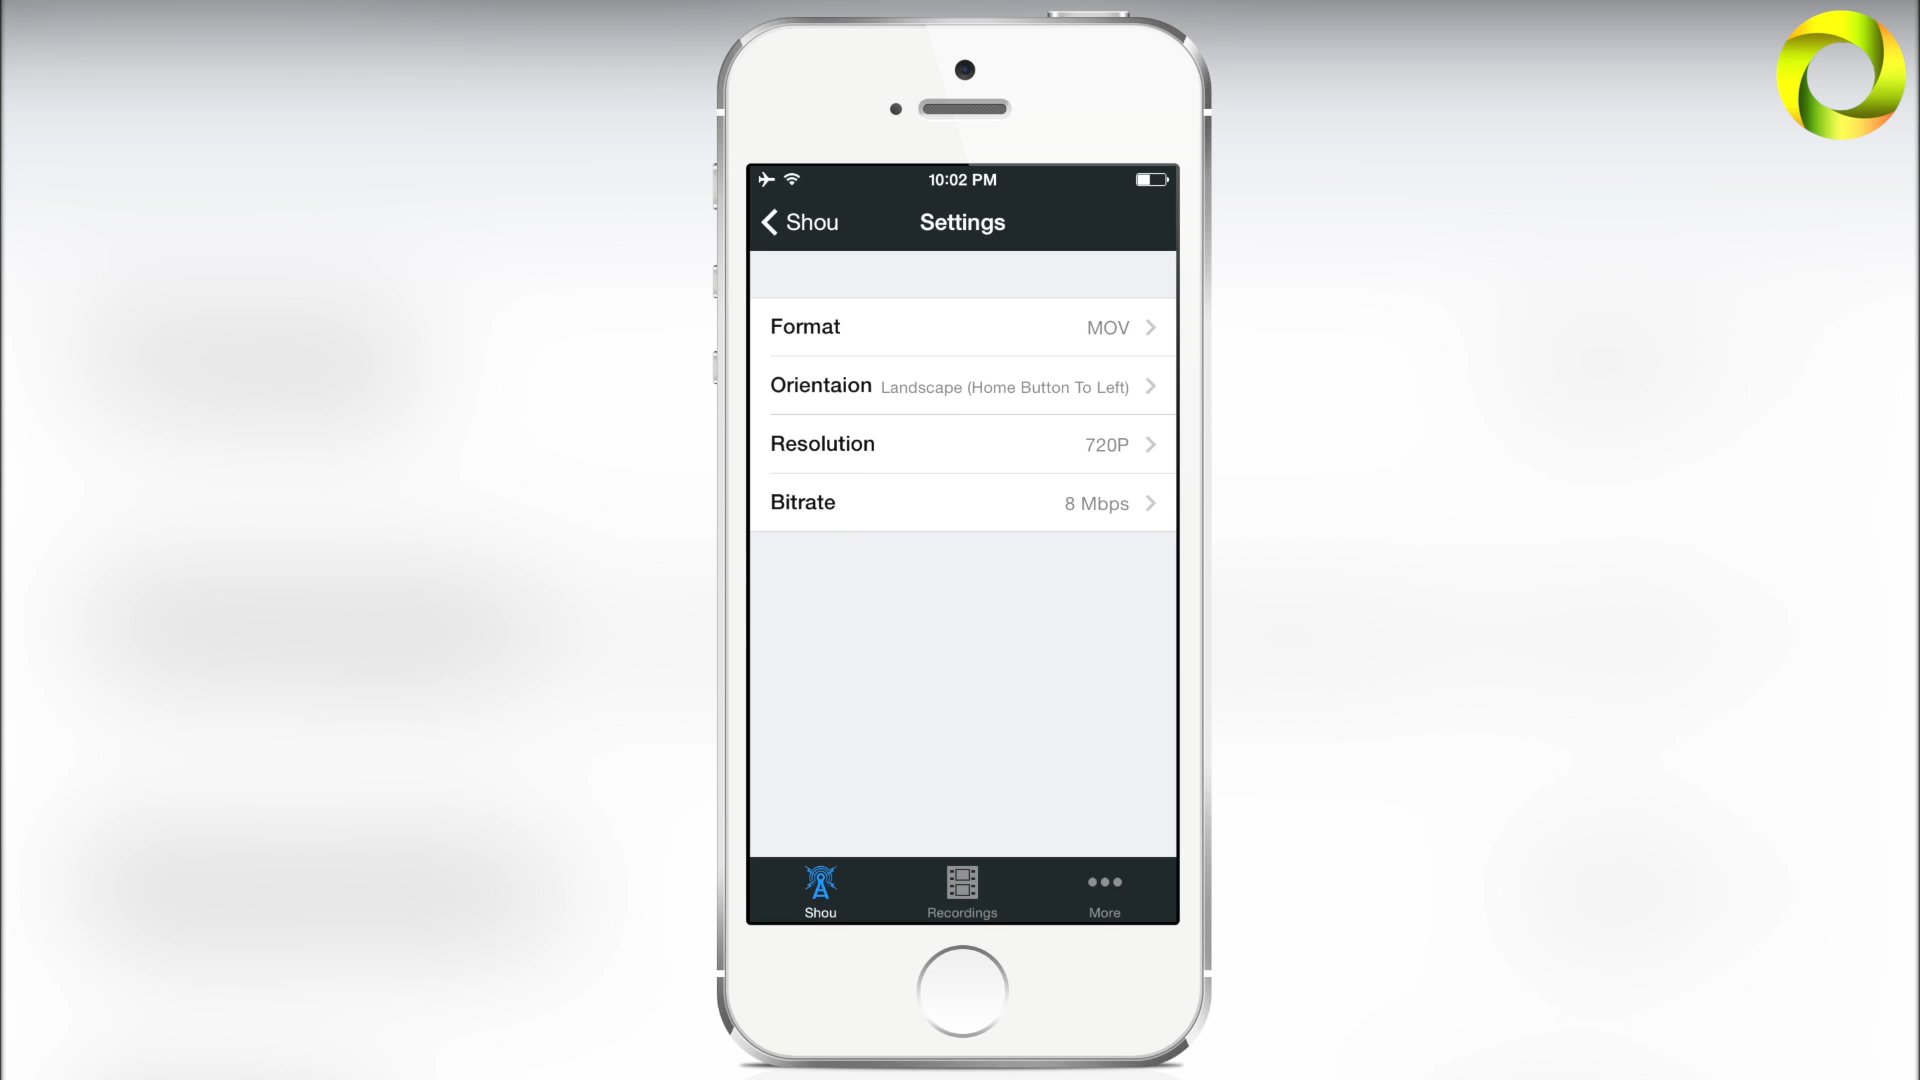 10:02 PM
Shou Settings
Format MOV
Orientaion Landscape (Home Button To Left)
Resolution 720P
Bitrate 8 Mbps
Shou Recordings More